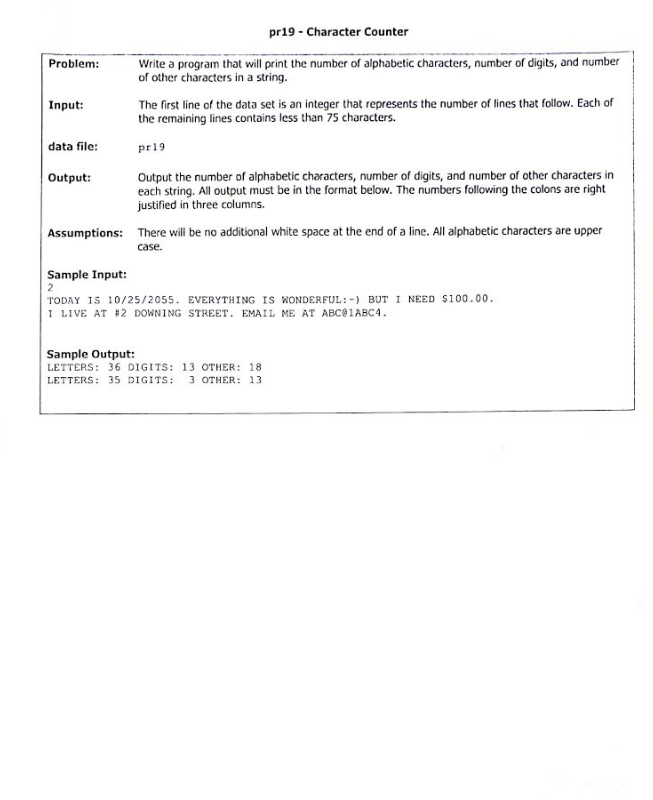 pr19 - Character Counter
Problem: Write a program that will print the number of alphabetic characters, number of digits, and number
of other characters in a string.
Input: The first line of the data set is an integer that represents the number of lines that follow. Each of
the remaining lines contains less than 75 characters.
data file: pr19
Output: Output the number of alphabetic characters, number of digits, and number of other characters in
each string. All output must be in the format below. The numbers following the colons are right
justified in three columns.
Assumptions: There will be no additional white space at the end of a line. All alphabetic characters are upper
case.
Sample Input:
2
TODAY IS 10/25/2055. EVERYTHING IS WONDERFUL:-) BUT I NEED $100.00.
I LIVE AT #2 DOWNING STREET. EMAIL ME AT ABC@1ABC4.
Sample Output:
LETTERS: 36 DIGITS: 13 OTHER: 18
LETTERS: 35 DIGITS:  3 OTHER: 13